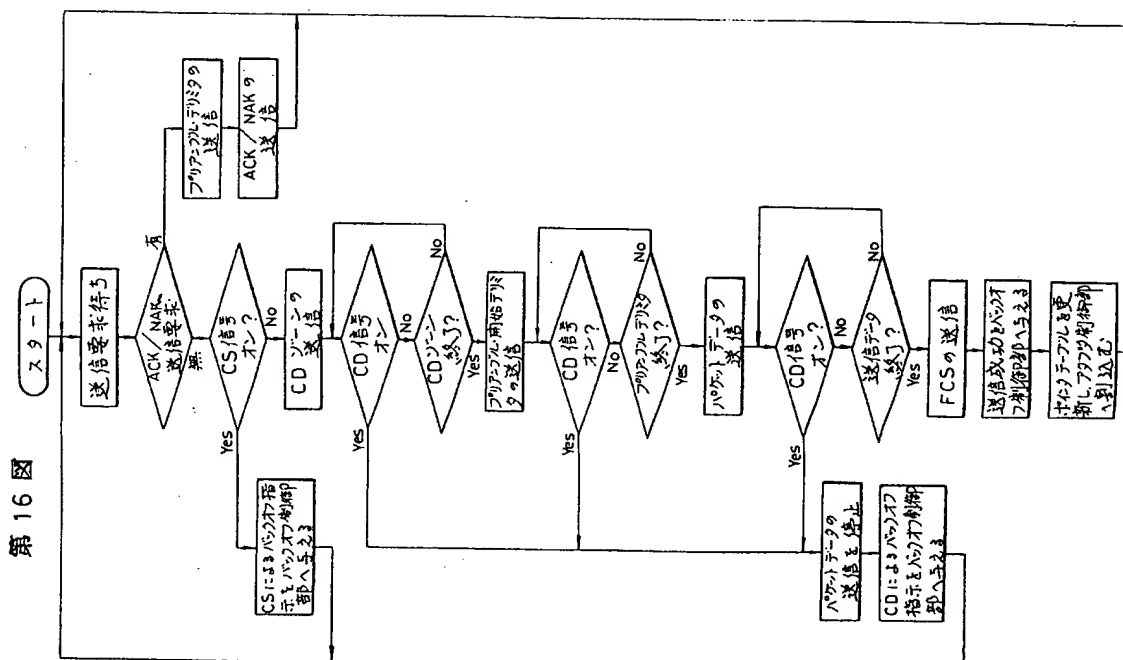 第16図
スタート
送信要求待ち
ACK/NAK
送信要求
有
無
プリアンブル・デリミタの
送信
ACK/NAKの
送信
CS信号
オン?
Yes
No
CSによるバックオフ指
示をバックオフ制御
部へ与える
CDゾーンの
送信
CD信号
オン?
No
CDゾーン
終了?
No
Yes
プリアンブル・開始デリミ
タの送信
CD信号
オン?
No
プリアンブル・デリミタ
終了?
No
Yes
パケットデータの
送信
CD信号
オン?
Yes
No
送信データ
終了?
No
Yes
パケットデータの
送信を停止
CDによるバックオフ
指示をバックオフ制御
部へ与える
FCSの送信
送信成功をバックオ
フ制御部へ与える
ポインタテーブルを更
新し、アダプタ制御部
へ割込む